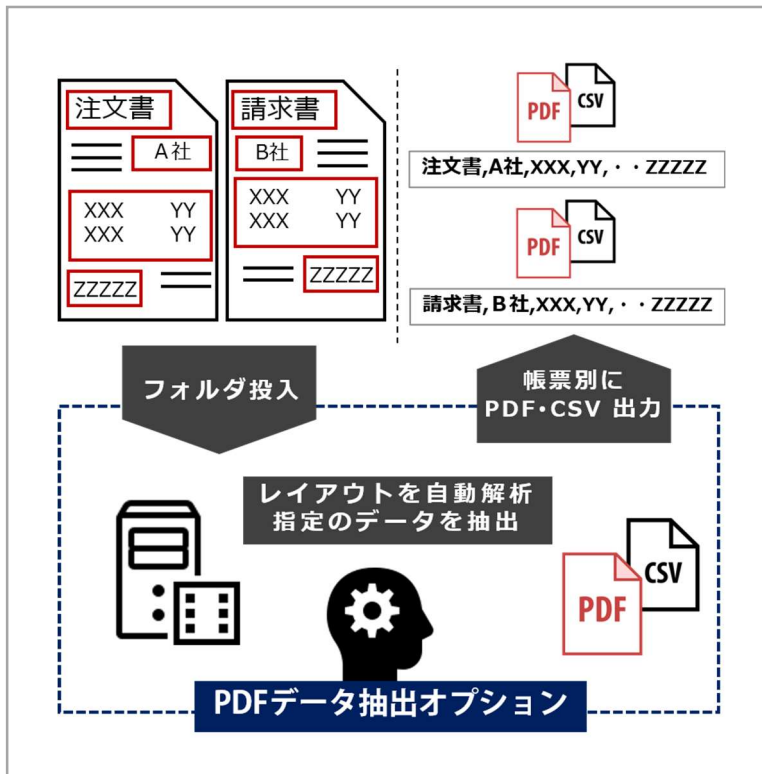 注文書
A社
XXX YY
XXX YY
ZZZZZ
請求書
B社
XXX YY
XXX YY
ZZZZZ
PDF CSV
注文書,A社,XXX,YY,・・ZZZZZ
PDF CSV
請求書,B社,XXX,YY,・・ZZZZZ
フォルダ投入
帳票別に
PDF・CSV 出力
レイアウトを自動解析
指定のデータを抽出
PDF CSV
PDFデータ抽出オプション